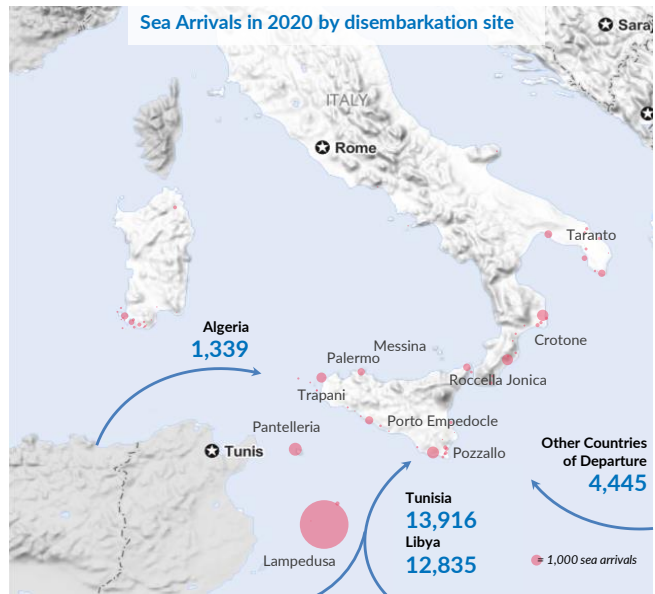 Sea Arrivals in 2020 by disembarkation site
ITALY
Rome
Taranto
Algeria
1,339
Messina
Crotone
Palermo
Roccella Jonica
Trapani
Pantelleria
Porto Empedocle
Tunis
Pozzallo
Other Countries
of Departure
4,445
Tunisia
13,916
Libya
12,835
Lampedusa
= 1,000 sea arrivals